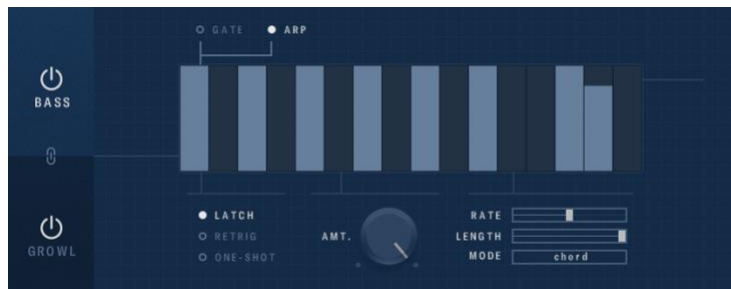 GATE ARP
BASS
LATCH
RETRIG
ONE-SHOT
AMT.
RATE
LENGTH
MODE chord
GROWL